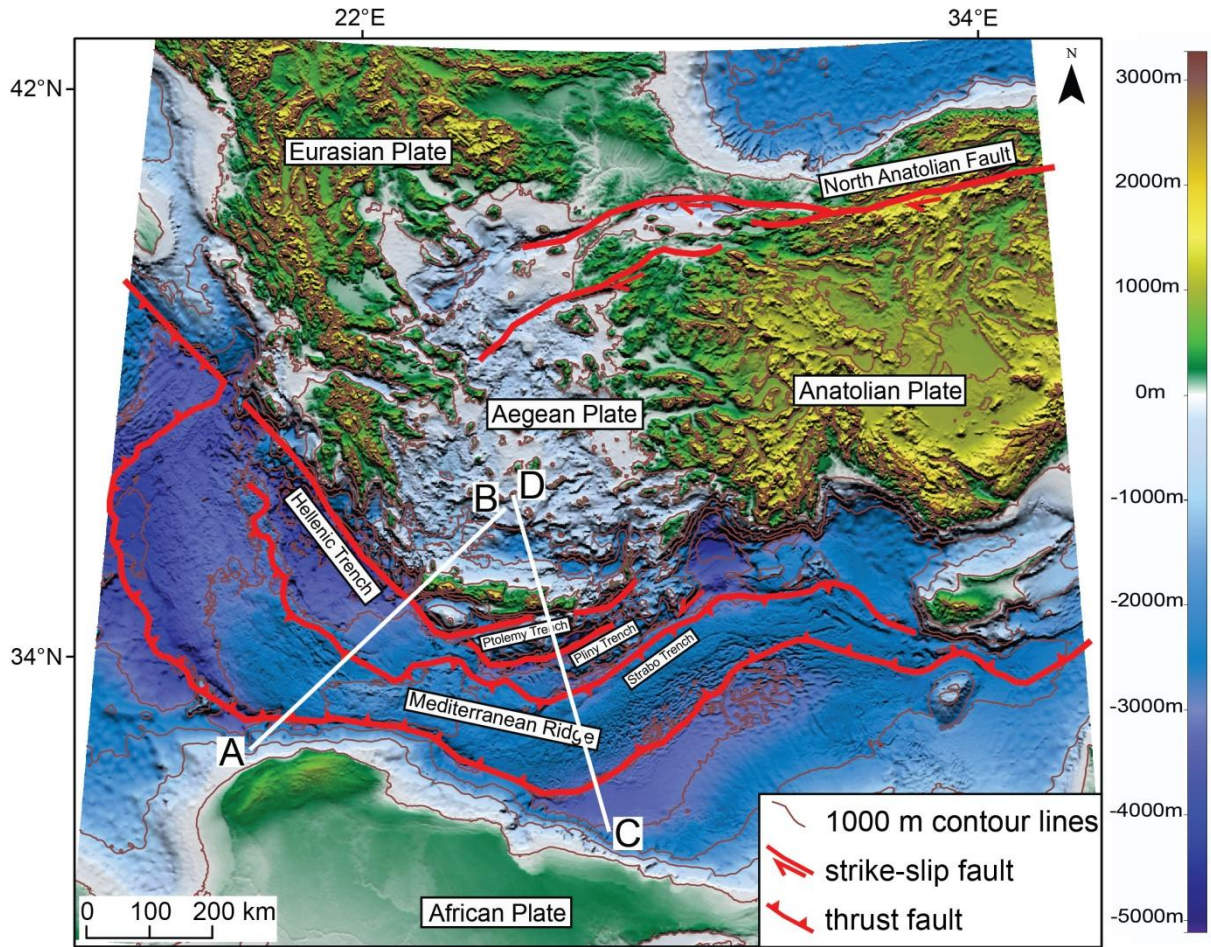 22°E
34°E
42°N
34°N
N
Eurasian Plate
North Anatolian Fault
Anatolian Plate
Aegean Plate
B
D
Hellenic Trench
Ptolemy Trench
Pliny Trench
Strabo Trench
Mediterranean Ridge
A
C
African Plate
0 100 200 km
1000 m contour lines
strike-slip fault
thrust fault
3000m
2000m
1000m
0m
-1000m
-2000m
-3000m
-4000m
-5000m